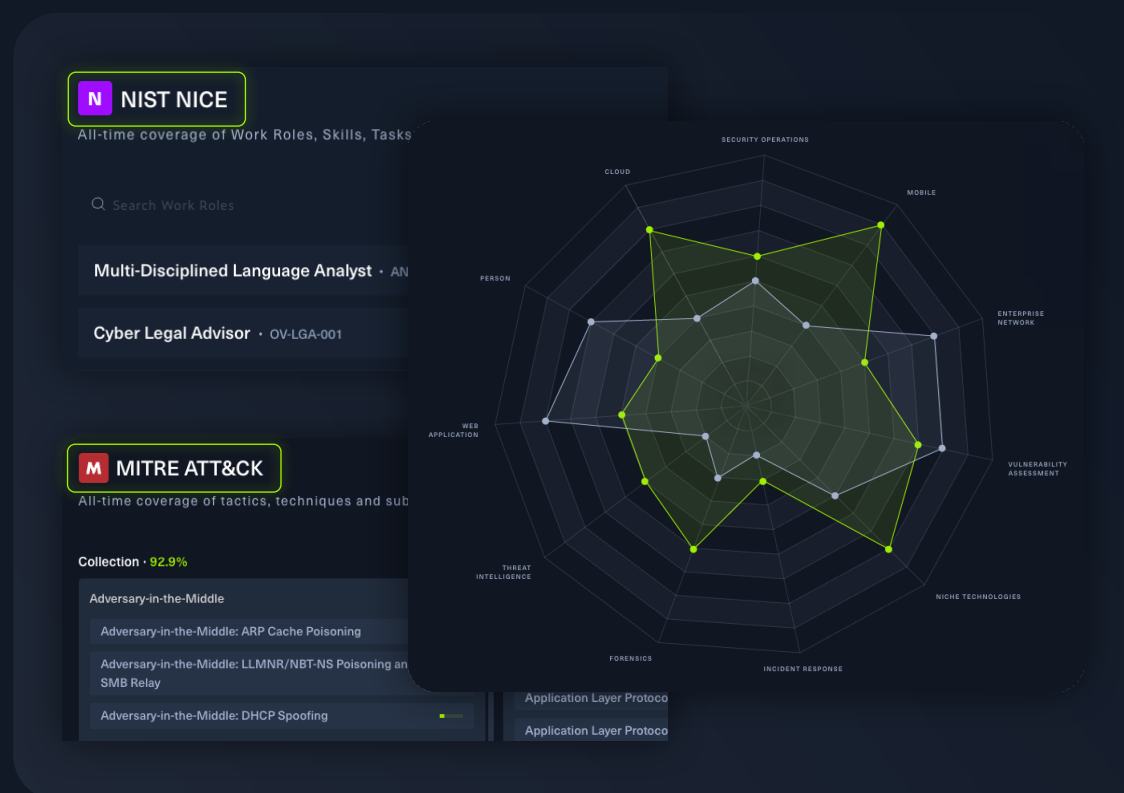 N NIST NICE
All-time coverage of Work Roles, Skills, Tasks
Search Work Roles
Multi-Disciplined Language Analyst • AN
Cyber Legal Advisor • OV-LGA-001
M MITRE ATT&CK
All-time coverage of tactics, techniques and sub
Collection · 92.9%
Adversary-in-the-Middle
Adversary-in-the-Middle: ARP Cache Poisoning
Adversary-in-the-Middle: LLMNR/NBT-NS Poisoning an
SMB Relay
Adversary-in-the-Middle: DHCP Spoofing
Application Layer Protoco
Application Layer Protoco
SECURITY OPERATIONS
MOBILE
ENTERPRISE
NETWORK
VULNERABILITY
ASSESSMENT
NICHE TECHNOLOGIES
INCIDENT RESPONSE
FORENSICS
THREAT
INTELLIGENCE
WEB
APPLICATION
PERSON
CLOUD